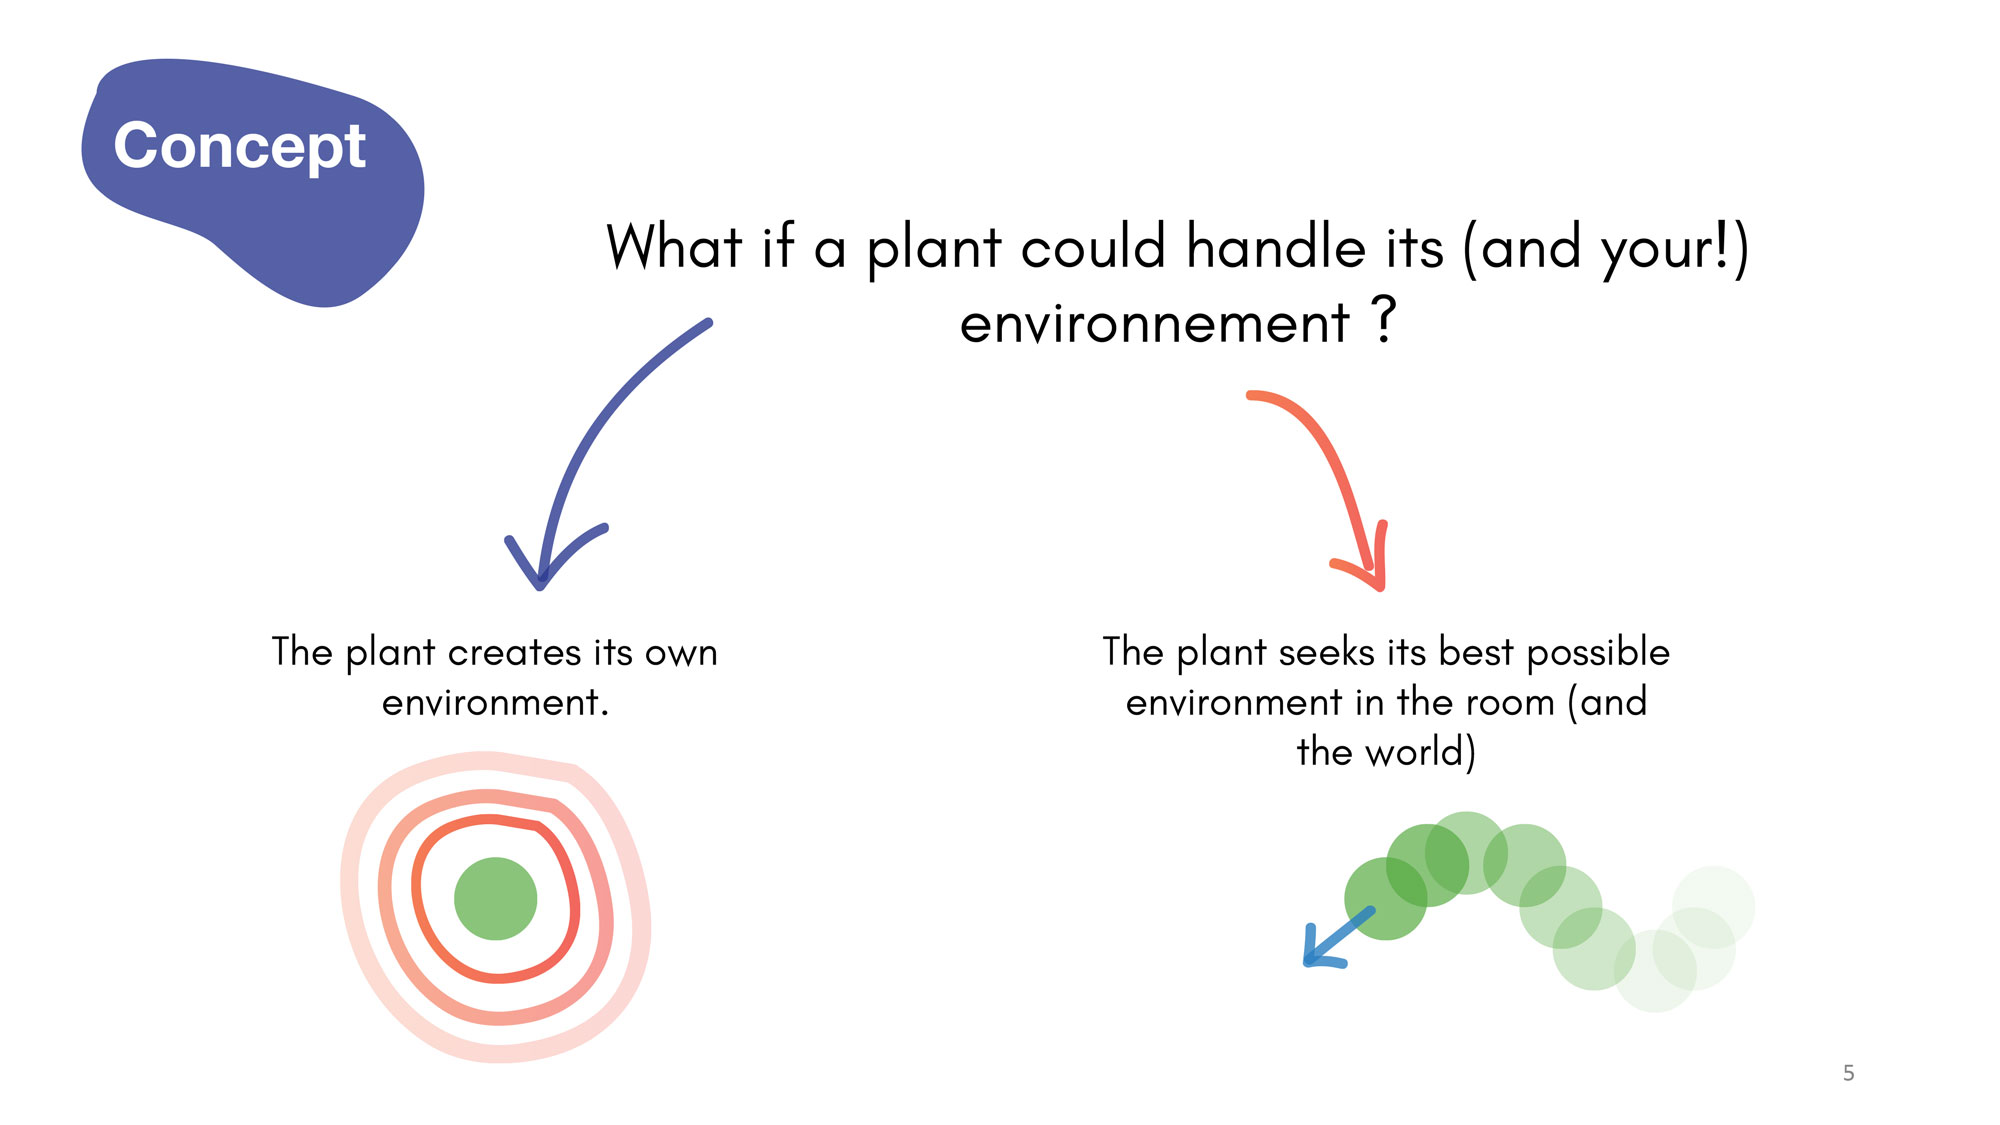 Concept
What if a plant could handle its (and your!)
environnement ?
The plant creates its own
environment.
The plant seeks its best possible
environment in the room (and
the world)
5